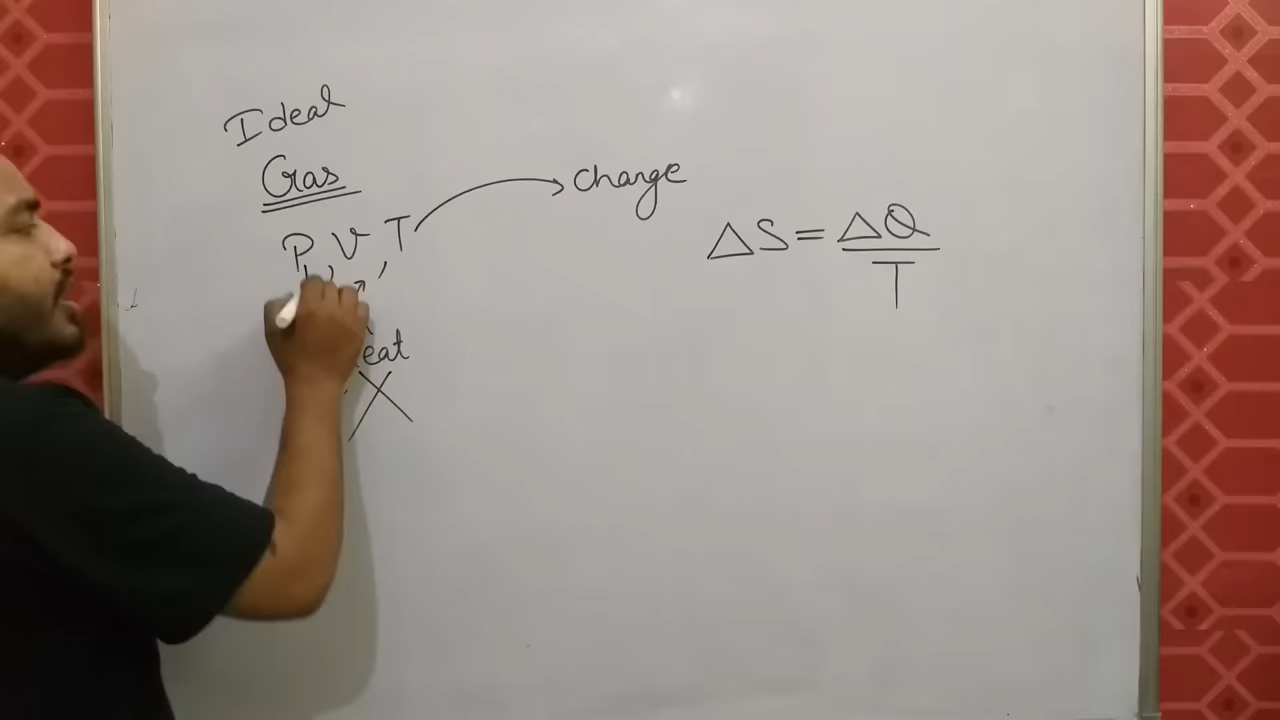 Ideal
Gas
P, V, T
Change
ΔS = ΔQ / T
eat